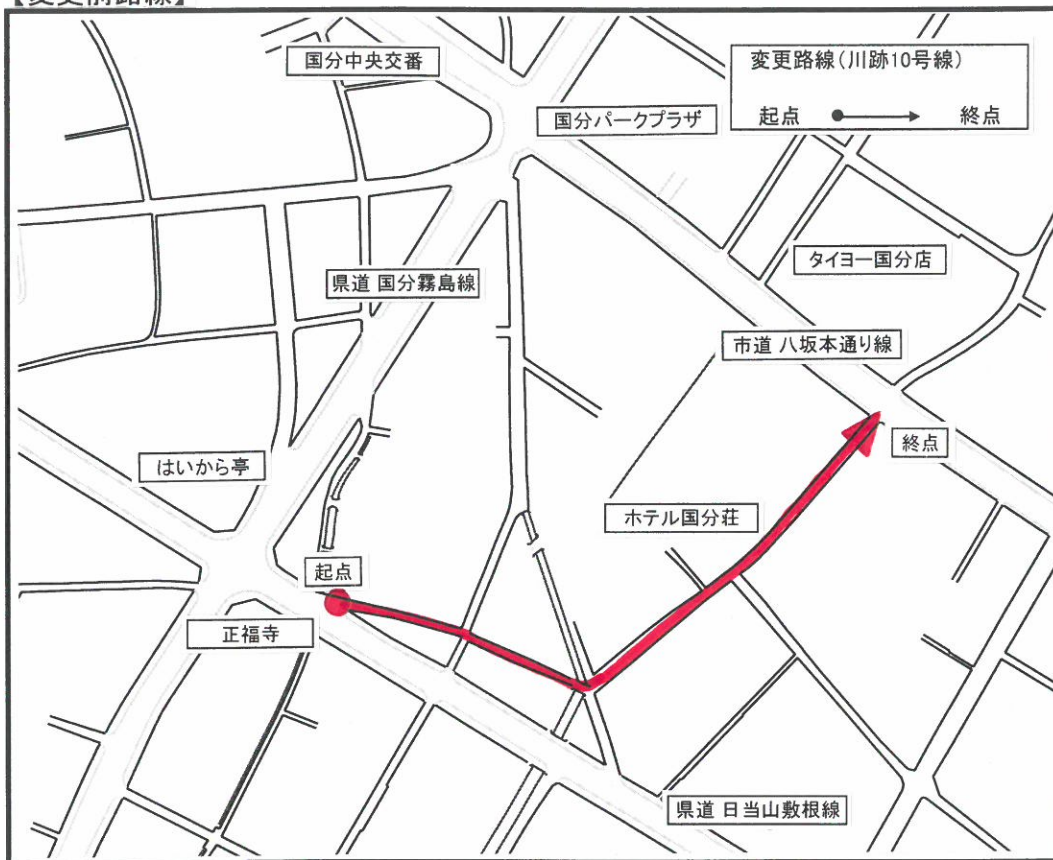 【変更前路線】
国分中央交番
変更路線(川跡10号線)
起点
終点
国分パークプラザ
タイヨー国分店
県道 国分霧島線
市道 八坂本通り線
終点
はいから亭
ホテル国分荘
起点
正福寺
県道 日当山敷根線